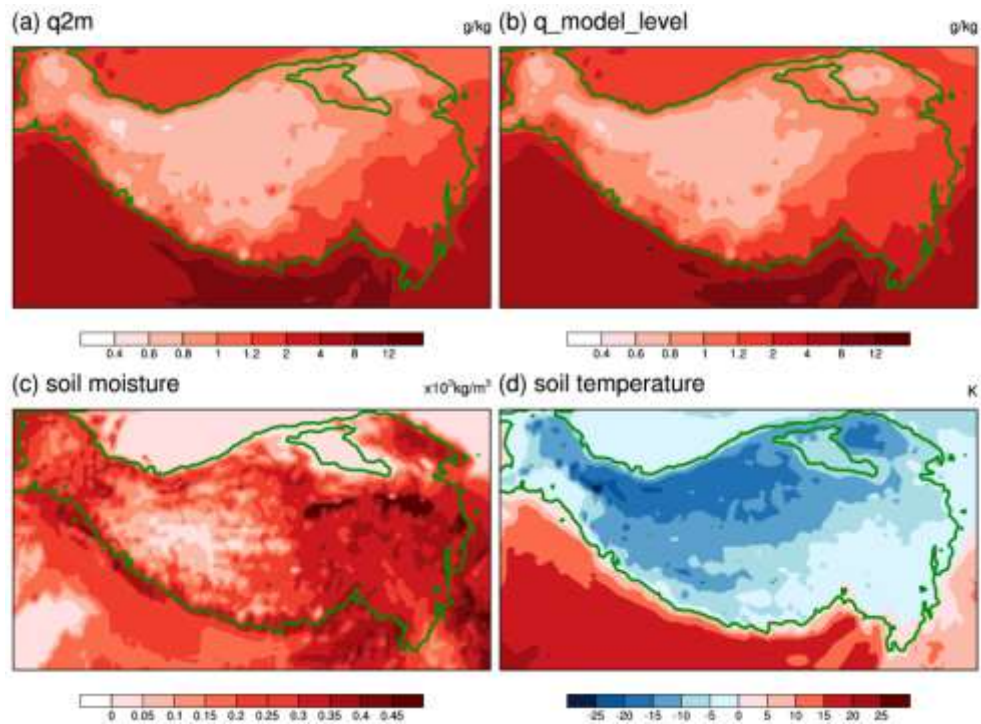 (a) q2m g/kg
(b) q_model_level g/kg
0.4 0.6 0.8 1 1.2 2 4 8 12
0.4 0.6 0.8 1 1.2 2 4 8 12
(c) soil moisture x10³kg/m³
(d) soil temperature K
0 0.05 0.1 0.15 0.2 0.25 0.3 0.35 0.4 0.45
-25 -20 -15 -10 -5 0 5 10 15 20 25